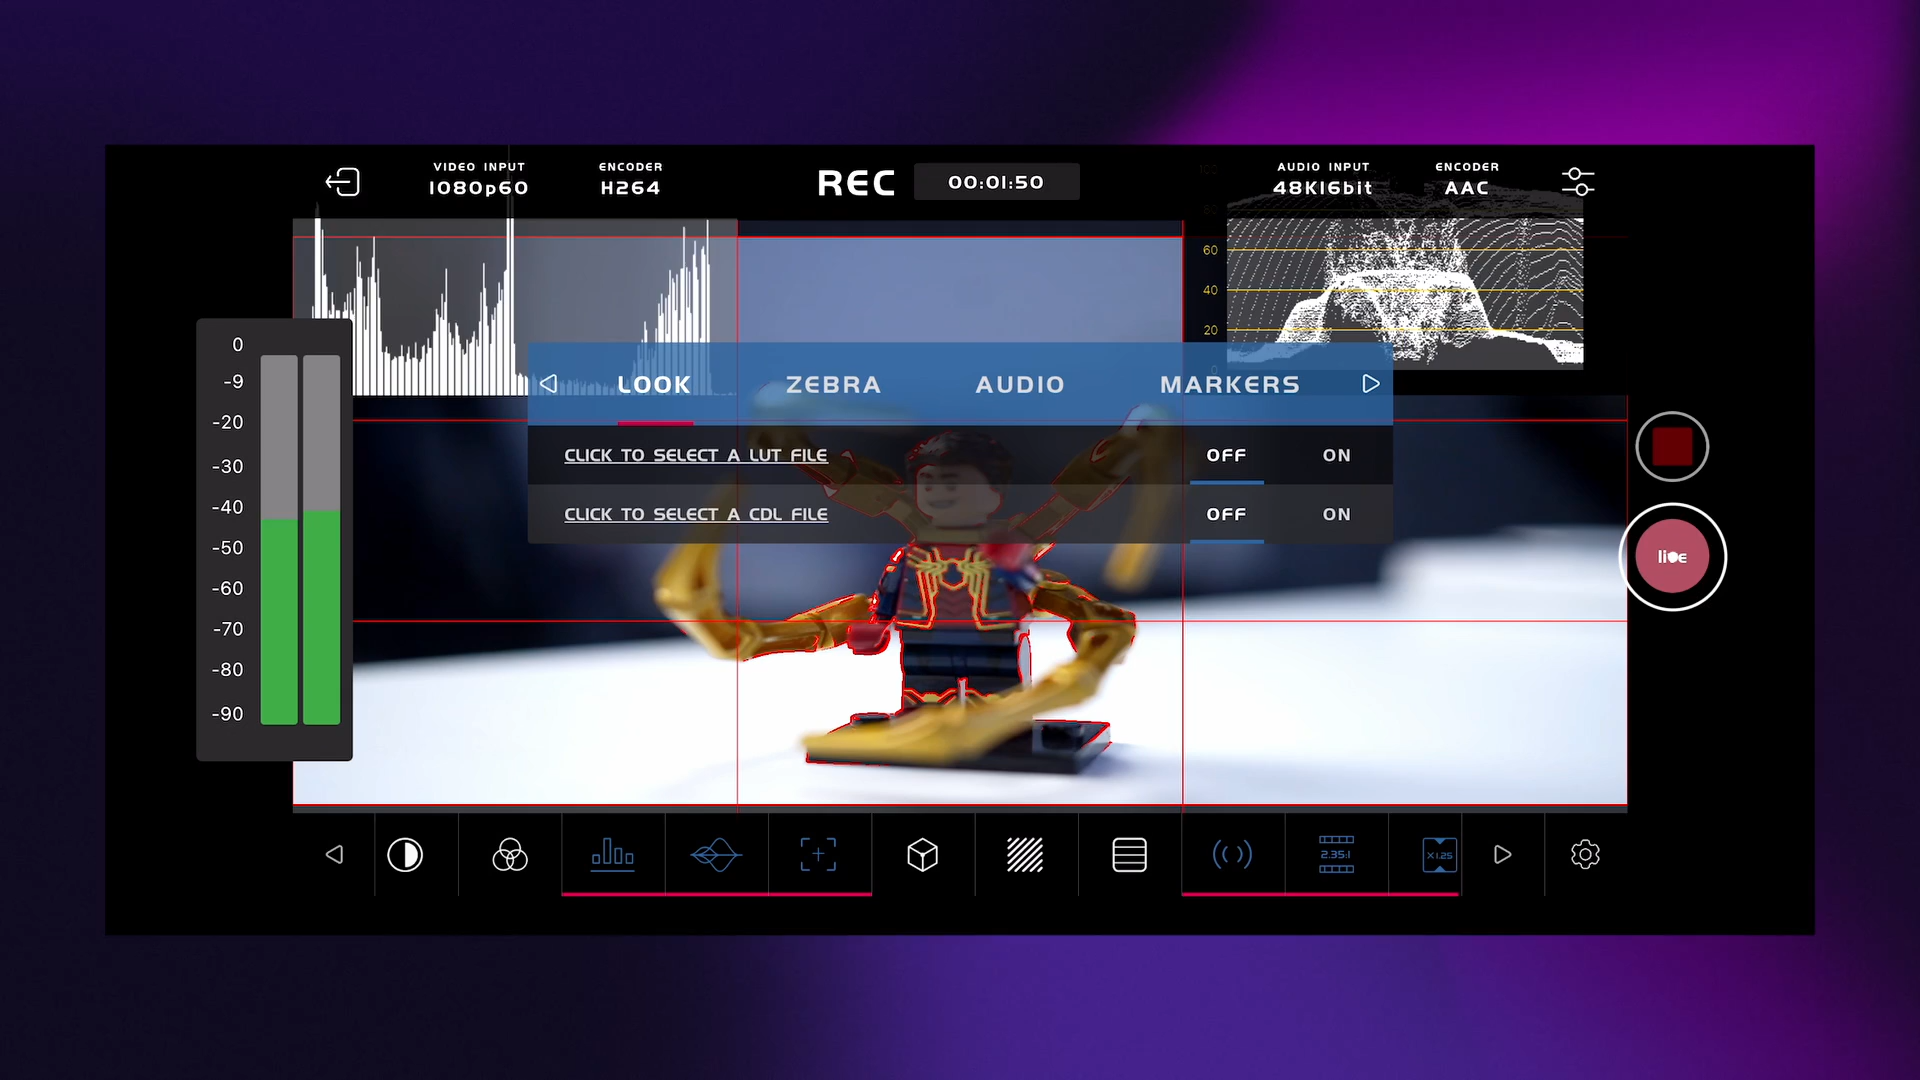 VIDEO INPUT
1080p60
ENCODER
H264
REC
00:01:50
AUDIO INPUT
48K16bit
ENCODER
AAC
60
40
20
0
-9
-20
-30
-40
-50
-60
-70
-80
-90
LOOK
ZEBRA
AUDIO
MARKERS
CLICK TO SELECT A LUT FILE
OFF
ON
CLICK TO SELECT A CDL FILE
OFF
ON
live
2.35:1
X1.25